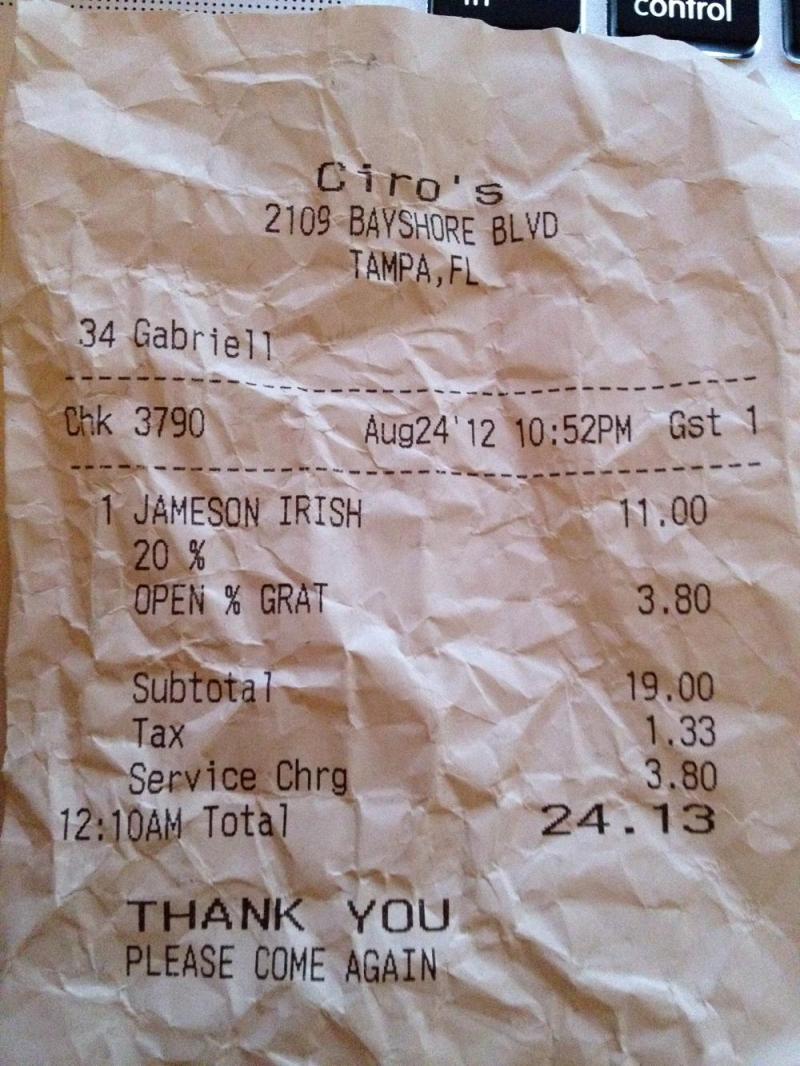 control
Ciro's
2109 BAYSHORE BLVD
TAMPA,FL
34 Gabriell
Chk 3790 Aug24'12 10:52PM Gst 1
1 JAMESON IRISH 11.00
20 %
OPEN % GRAT 3.80
Subtotal 19.00
Tax 1.33
Service Chrg 3.80
12:10AM Total 24.13
THANK YOU
PLEASE COME AGAIN